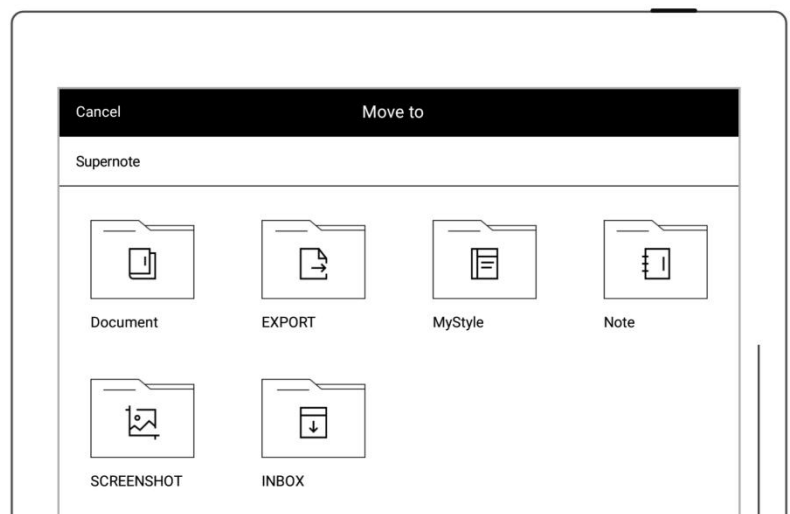 Cancel Move to
Supernote
Document EXPORT MyStyle Note
SCREENSHOT INBOX